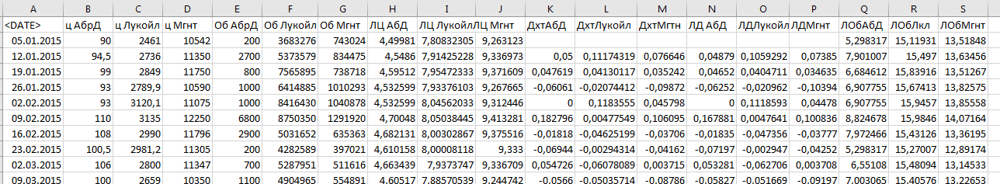 A B C D E F G H I J K L M N O P Q R S
<DATE> ц АбрД ц Лукойл ц Мгнт Об АбрД Об Лукойл Об Мгнт ЛЦ АбД ЛЦ Лукойл ЛЦ Мгнт ДхтАбД ДхтЛукойл ДхтМгтн ЛД АбД ЛДЛукойл ЛДМгнт ЛОбАбД ЛОбЛкл ЛОбМгнт
05.01.2015 90 2461 10542 200 3683276 743024 4,49981 7,80832305 9,263123 5,298317 15,11931 13,51848
12.01.2015 94,5 2736 11350 2700 5373579 834475 4,5486 7,91425228 9,336973 0,05 0,11174319 0,076646 0,04879 0,1059292 0,07385 7,901007 15,497 13,63456
19.01.2015 99 2849 11750 800 7565895 738718 4,59512 7,95472333 9,371609 0,047619 0,04130117 0,035242 0,04652 0,0404711 0,034635 6,684612 15,83916 13,51267
26.01.2015 93 2789,9 10590 1000 6414885 1010293 4,532599 7,93376103 9,267665 -0,06061 -0,02074412 -0,09872 -0,06252 -0,020962 -0,10394 6,907755 15,67413 13,82575
02.02.2015 93 3120,1 11075 1000 8416430 1040878 4,532599 8,04562033 9,312446 0 0,1183555 0,045798 0 0,1118593 0,04478 6,907755 15,9457 13,85558
09.02.2015 110 3135 12250 6800 8750350 1291920 4,70048 8,05038445 9,413281 0,182796 0,00477549 0,106095 0,167881 0,0047641 0,100836 8,824678 15,9846 14,07164
16.02.2015 108 2990 11796 2900 5031652 635363 4,682131 8,00302867 9,375516 -0,01818 -0,04625199 -0,03706 -0,01835 -0,047356 -0,03777 7,972466 15,43126 13,36195
23.02.2015 100,5 2981,2 11305 200 4282589 397021 4,610158 8,00008118 9,333 -0,06944 -0,00294314 -0,04162 -0,07197 -0,002947 -0,04252 5,298317 15,27007 12,89174
02.03.2015 106 2800 11347 700 5287951 511616 4,663439 7,9373747 9,336709 0,054726 -0,06078089 0,003715 0,053281 -0,062706 0,003708 6,55108 15,48094 13,14533
09.03.2015 100 2659 10350 1100 4904965 554891 4,60517 7,88570539 9,244742 -0,0566 -0,05035714 -0,08786 -0,05827 -0,051669 -0,09197 7,003065 15,40576 13,22653